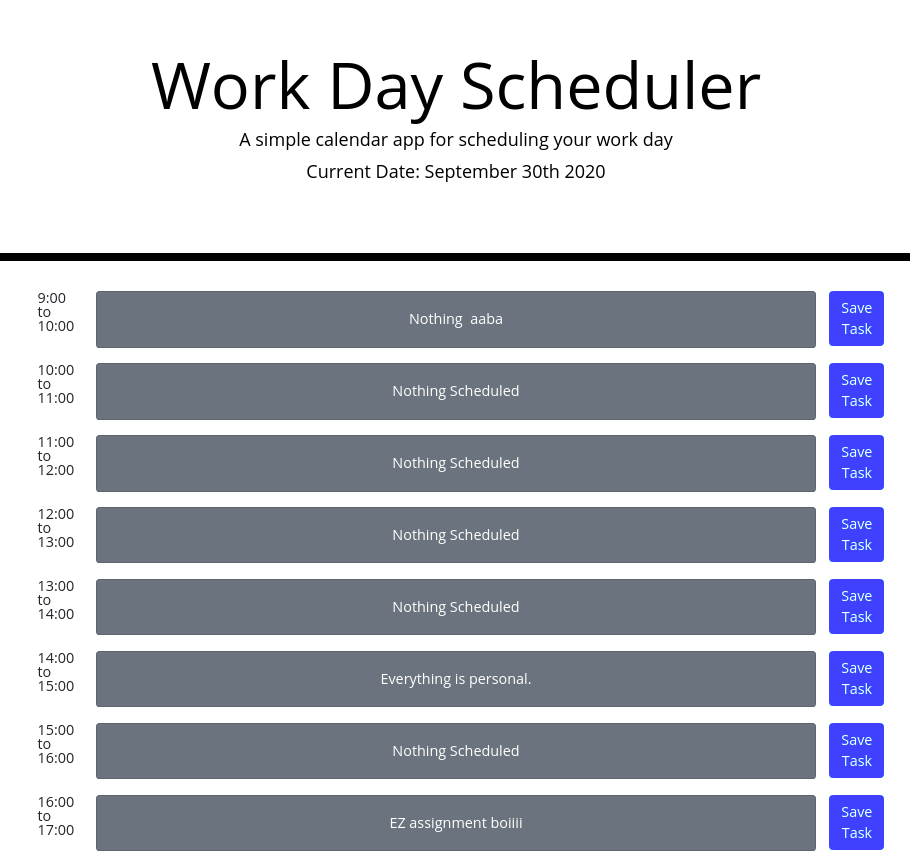 Work Day Scheduler
A simple calendar app for scheduling your work day
Current Date: September 30th 2020
9:00
to
10:00
Nothing  aaba
Save
Task
10:00
to
11:00
Nothing Scheduled
Save
Task
11:00
to
12:00
Nothing Scheduled
Save
Task
12:00
to
13:00
Nothing Scheduled
Save
Task
13:00
to
14:00
Nothing Scheduled
Save
Task
14:00
to
15:00
Everything is personal.
Save
Task
15:00
to
16:00
Nothing Scheduled
Save
Task
16:00
to
17:00
EZ assignment boiiii
Save
Task